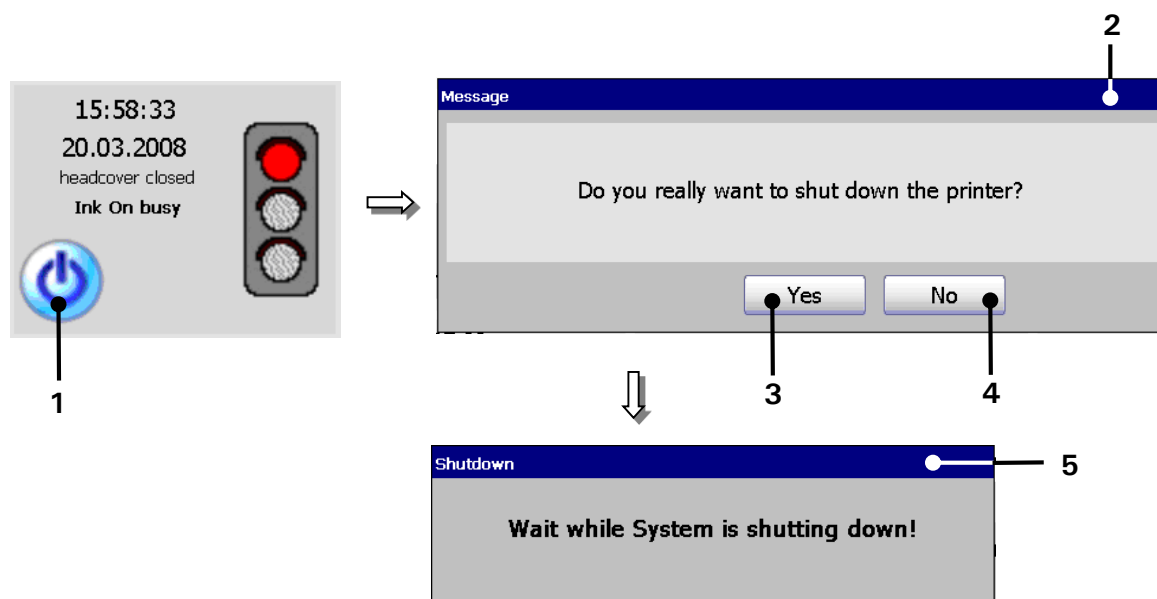 2
15:58:33
20.03.2008
headcover closed
Ink On busy
1
Message
Do you really want to shut down the printer?
Yes
No
3
4
Shutdown
5
Wait while System is shutting down!